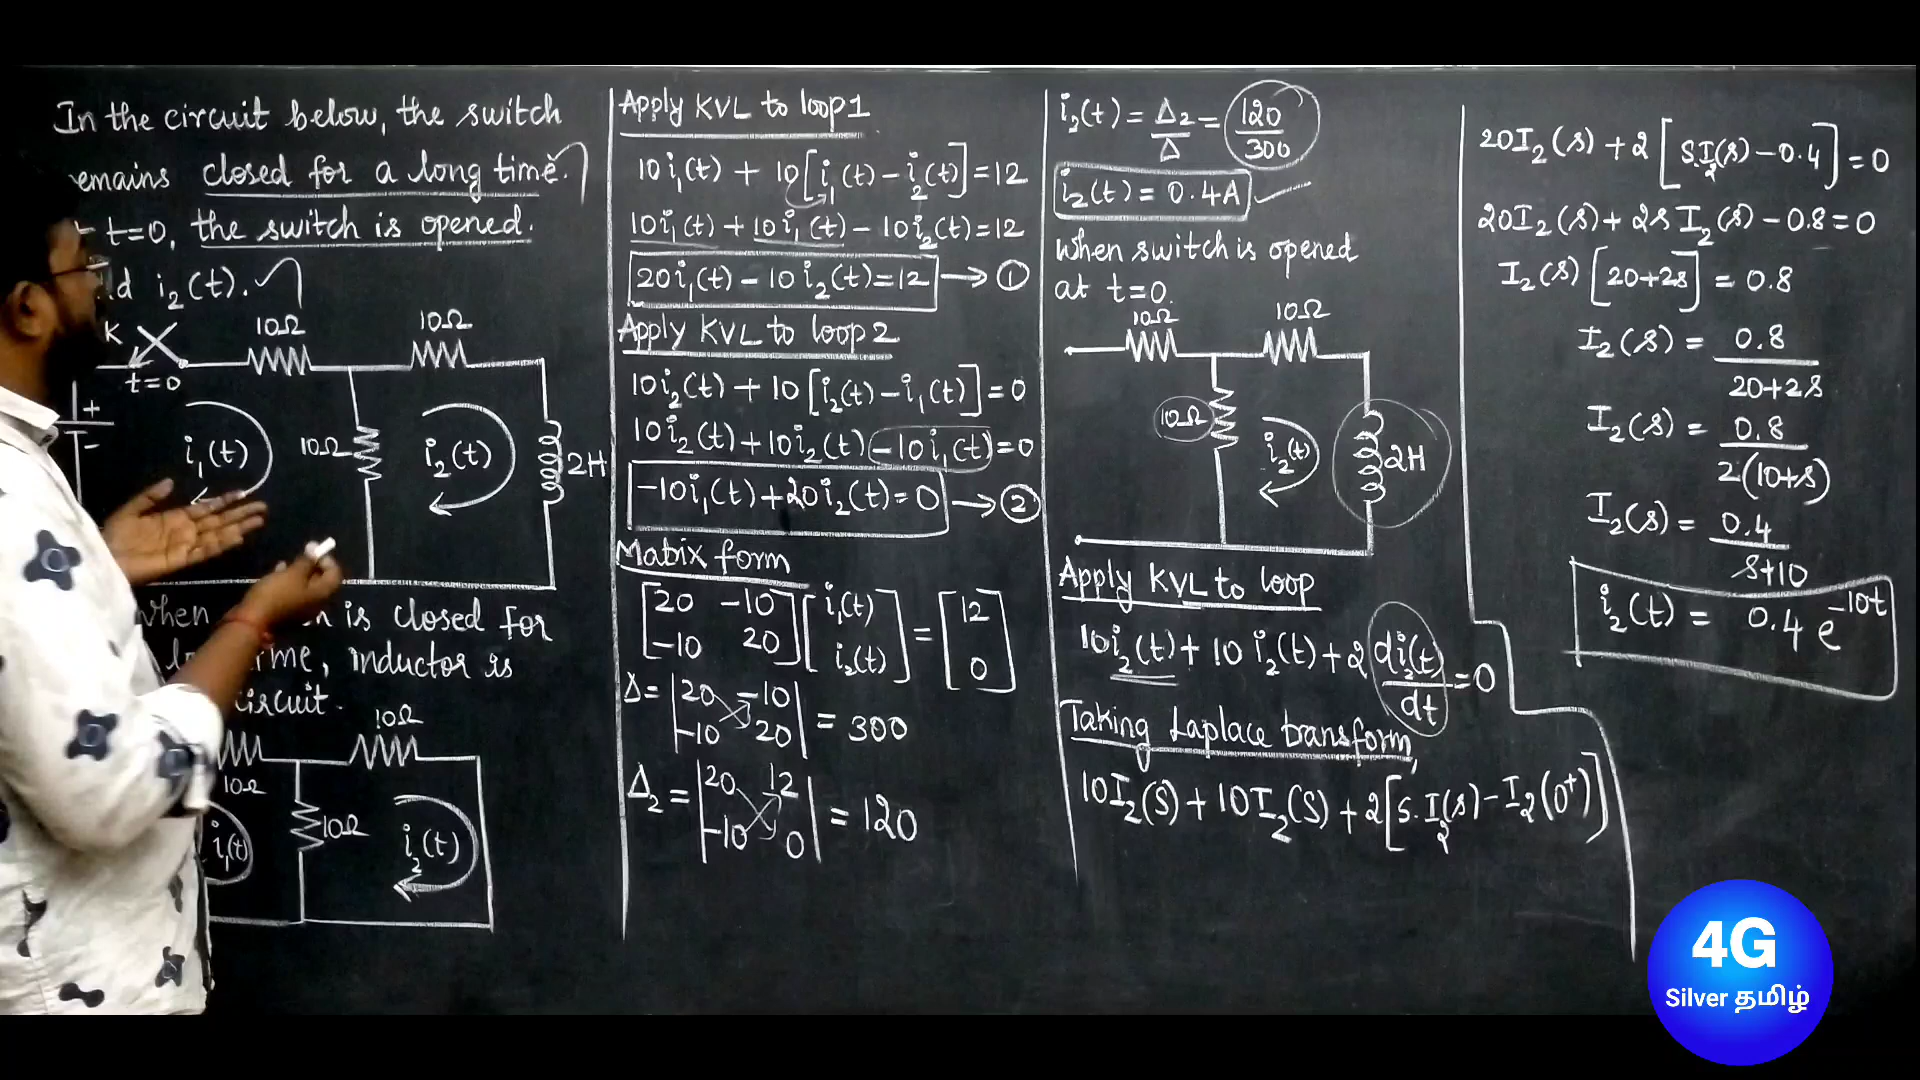 In the circuit below, the switch
remains closed for a long time.
t=0, the switch is opened.
i₂(t).
K
t=0
10Ω
10Ω
+
-
i₁(t)
10Ω
i₂(t)
2H
when is closed for
time, inductor is
circuit.
10Ω
10Ω
10Ω
i₁(t)
i₂(t)
Apply KVL to loop1
10i₁(t) + 10[i₁(t) - i₂(t)] = 12
10i₁(t) + 10i₁(t) - 10i₂(t) = 12
20i₁(t) - 10i₂(t) = 12 → ①
Apply KVL to loop 2
10i₂(t) + 10[i₂(t) - i₁(t)] = 0
10i₂(t) + 10i₂(t) - 10i₁(t) = 0
-10i₁(t) + 20i₂(t) = 0 → ②
Matrix form
[20 -10] [i₁(t)] = [12]
[-10 20] [i₂(t)] [0]
Δ = |20 -10| = 300
|-10 20|
Δ₂ = |20 12| = 120
|-10 0|
i₂(t) = Δ₂/Δ = 120/300
i₂(t) = 0.4A
when switch is opened
at t=0.
10Ω
10Ω
10Ω
i₂(t)
2H
Apply KVL to loop
10i₂(t) + 10i₂(t) + 2 di₂(t)/dt = 0
Taking Laplace transform,
10I₂(S) + 10I₂(S) + 2[S.I₂(s) - I₂(0⁺)]
20I₂(s) + 2[S.I₂(s) - 0.4] = 0
20I₂(s) + 2s I₂(s) - 0.8 = 0
I₂(s)[20+2s] = 0.8
I₂(s) = 0.8/20+2s
I₂(s) = 0.8/2(10+s)
I₂(s) = 0.4/s+10
i₂(t) = 0.4 e^-10t
4G
Silver தமிழ்